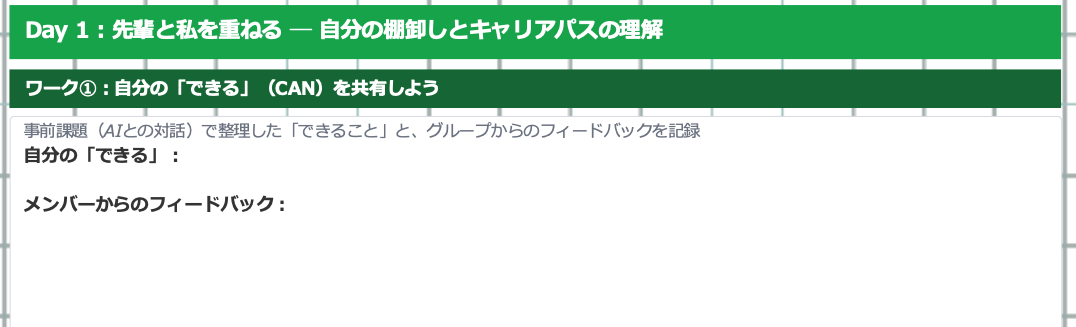 Day 1：先輩と私を重ねる ― 自分の棚卸しとキャリアパスの理解
ワーク①：自分の「できる」（CAN）を共有しよう
事前課題（AIとの対話）で整理した「できること」と、グループからのフィードバックを記録
自分の「できる」：
メンバーからのフィードバック：